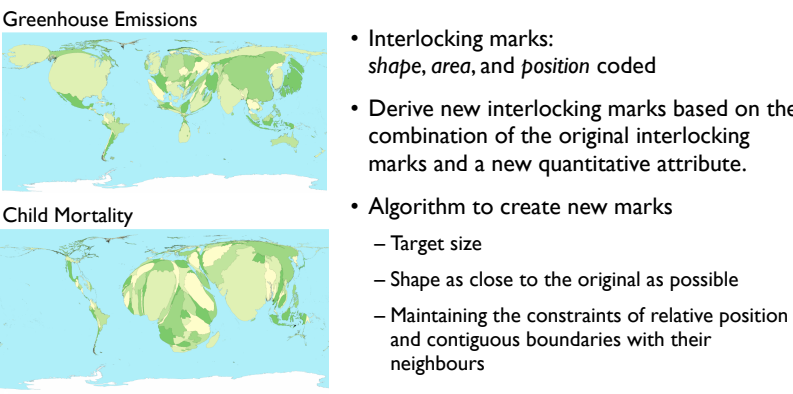 Greenhouse Emissions
Child Mortality
• Interlocking marks:
shape, area, and position coded
• Derive new interlocking marks based on the
combination of the original interlocking
marks and a new quantitative attribute.
• Algorithm to create new marks
– Target size
– Shape as close to the original as possible
– Maintaining the constraints of relative position
and contiguous boundaries with their
neighbours